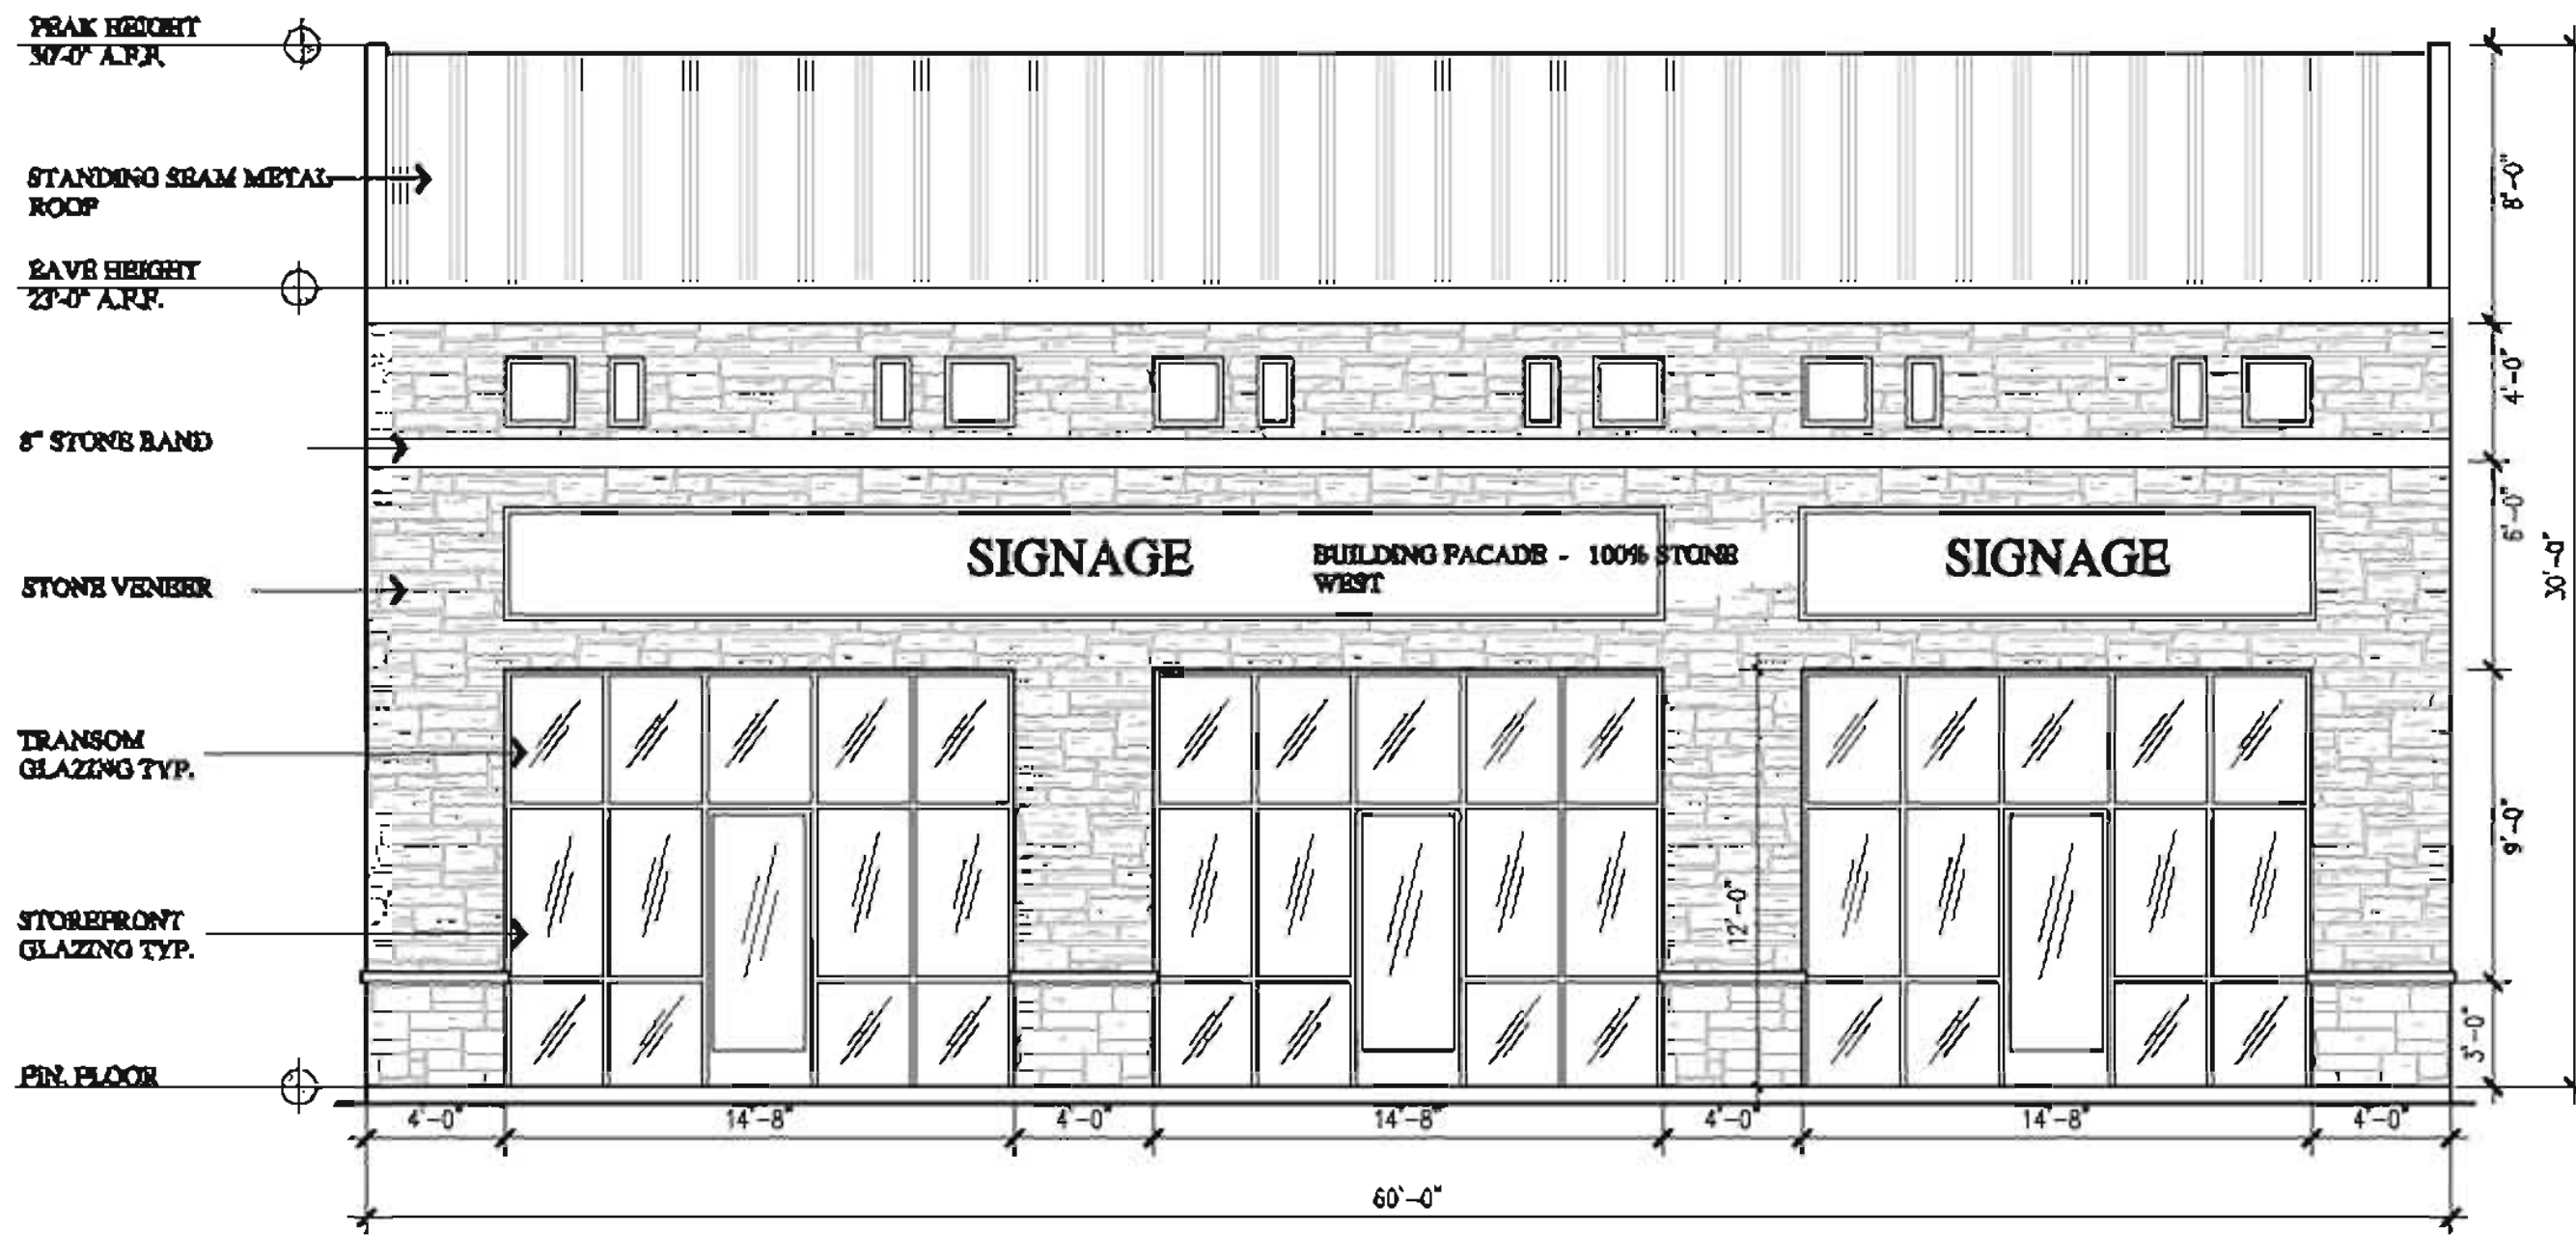 PEAK HEIGHT
30'-0" A.F.F.
STANDING SEAM METAL
ROOF
EAVE HEIGHT
23'-0" A.F.F.
8" STONE BAND
STONE VENEER
TRANSOM
GLAZING TYP.
STOREFRONT
GLAZING TYP.
FIN. FLOOR
SIGNAGE
BUILDING FACADE - 100% STONE
WEST
SIGNAGE
12'-0"
8'-0"
4'-0"
6'-0"
9'-0"
3'-0"
30'-0"
4'-0" 14'-8" 4'-0" 14'-8" 4'-0" 14'-8" 4'-0"
60'-0"